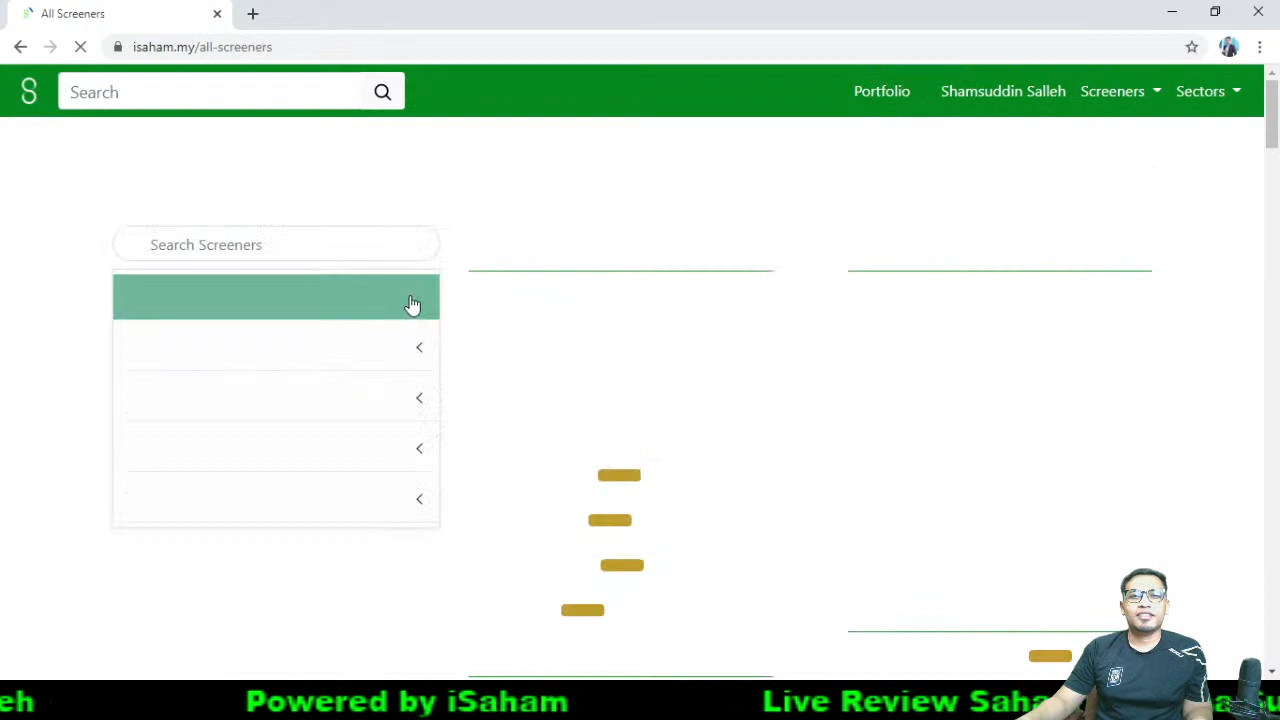 All Screeners
isaham.my/all-screeners
Search
Portfolio
Shamsuddin Salleh
Screeners
Sectors
Search Screeners
eh
Powered by iSaham
Live Review Saha